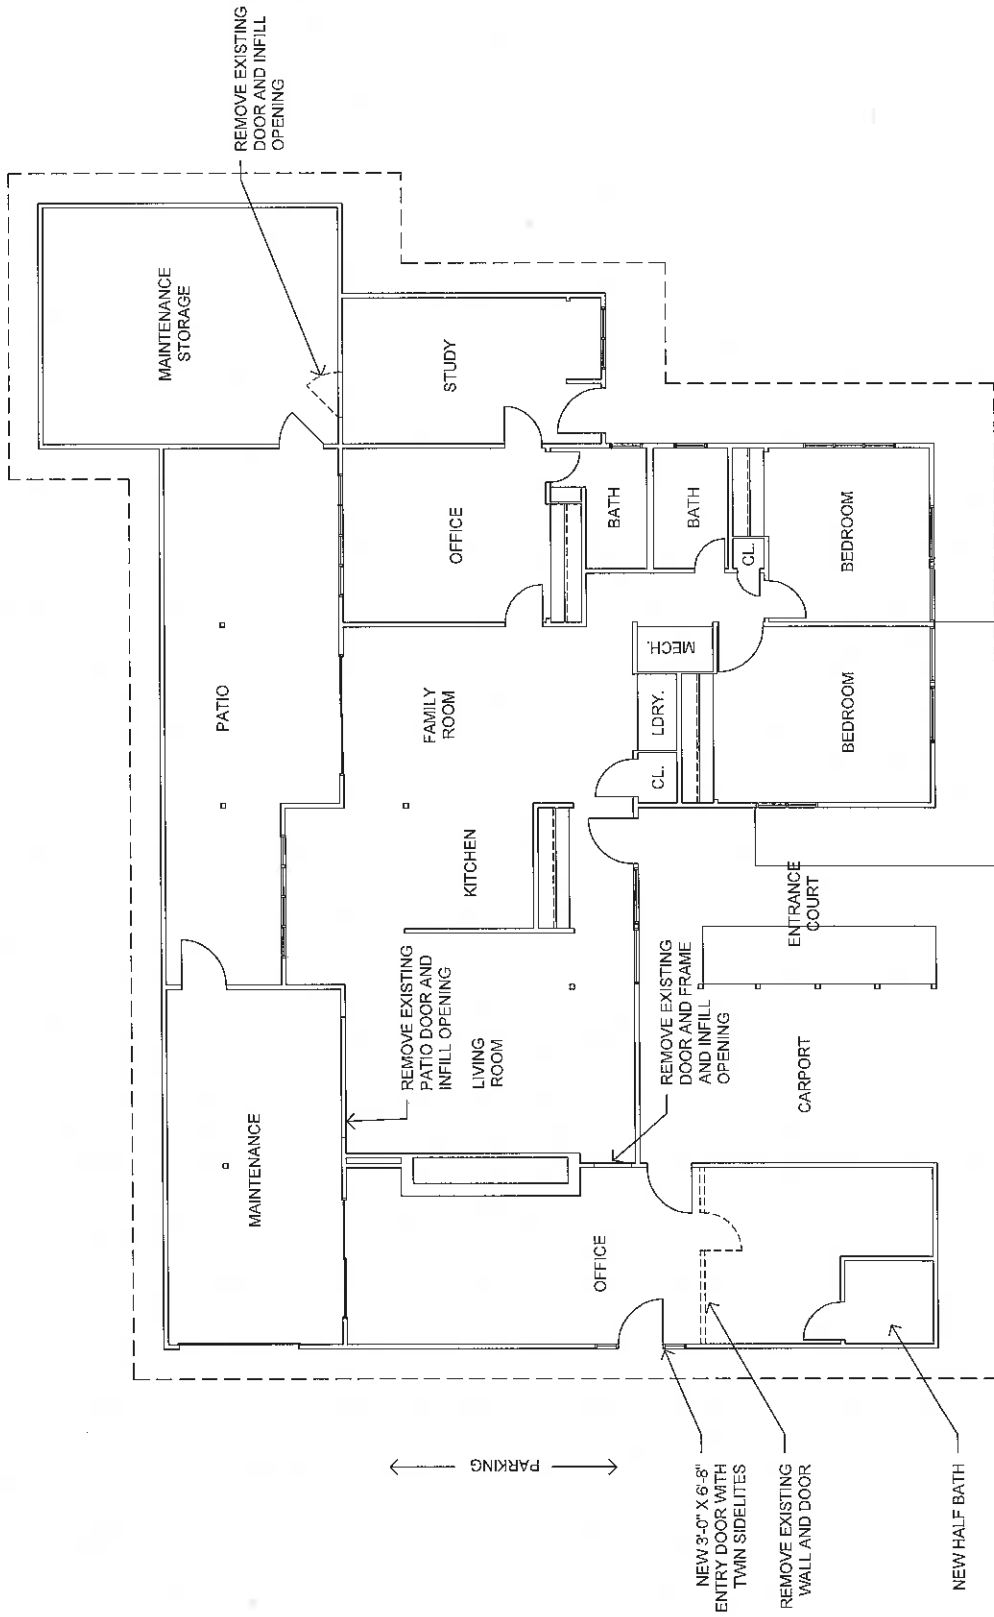 REMOVE EXISTING
DOOR AND INFILL
OPENING
MAINTENANCE
STORAGE
STUDY
PATIO
OFFICE
BATH
BATH
CL.
BEDROOM
FAMILY
ROOM
MECH.
LDRY.
CL.
BEDROOM
KITCHEN
ENTRANCE
COURT
REMOVE EXISTING
PATIO DOOR AND
INFILL OPENING
LIVING
ROOM
REMOVE EXISTING
DOOR AND FRAME
AND INFILL
OPENING
CARPORT
MAINTENANCE
OFFICE
PARKING
NEW 3'-0" X 6'-8"
ENTRY DOOR WITH
TWIN SIDELITES
REMOVE EXISTING
WALL AND DOOR
NEW HALF BATH